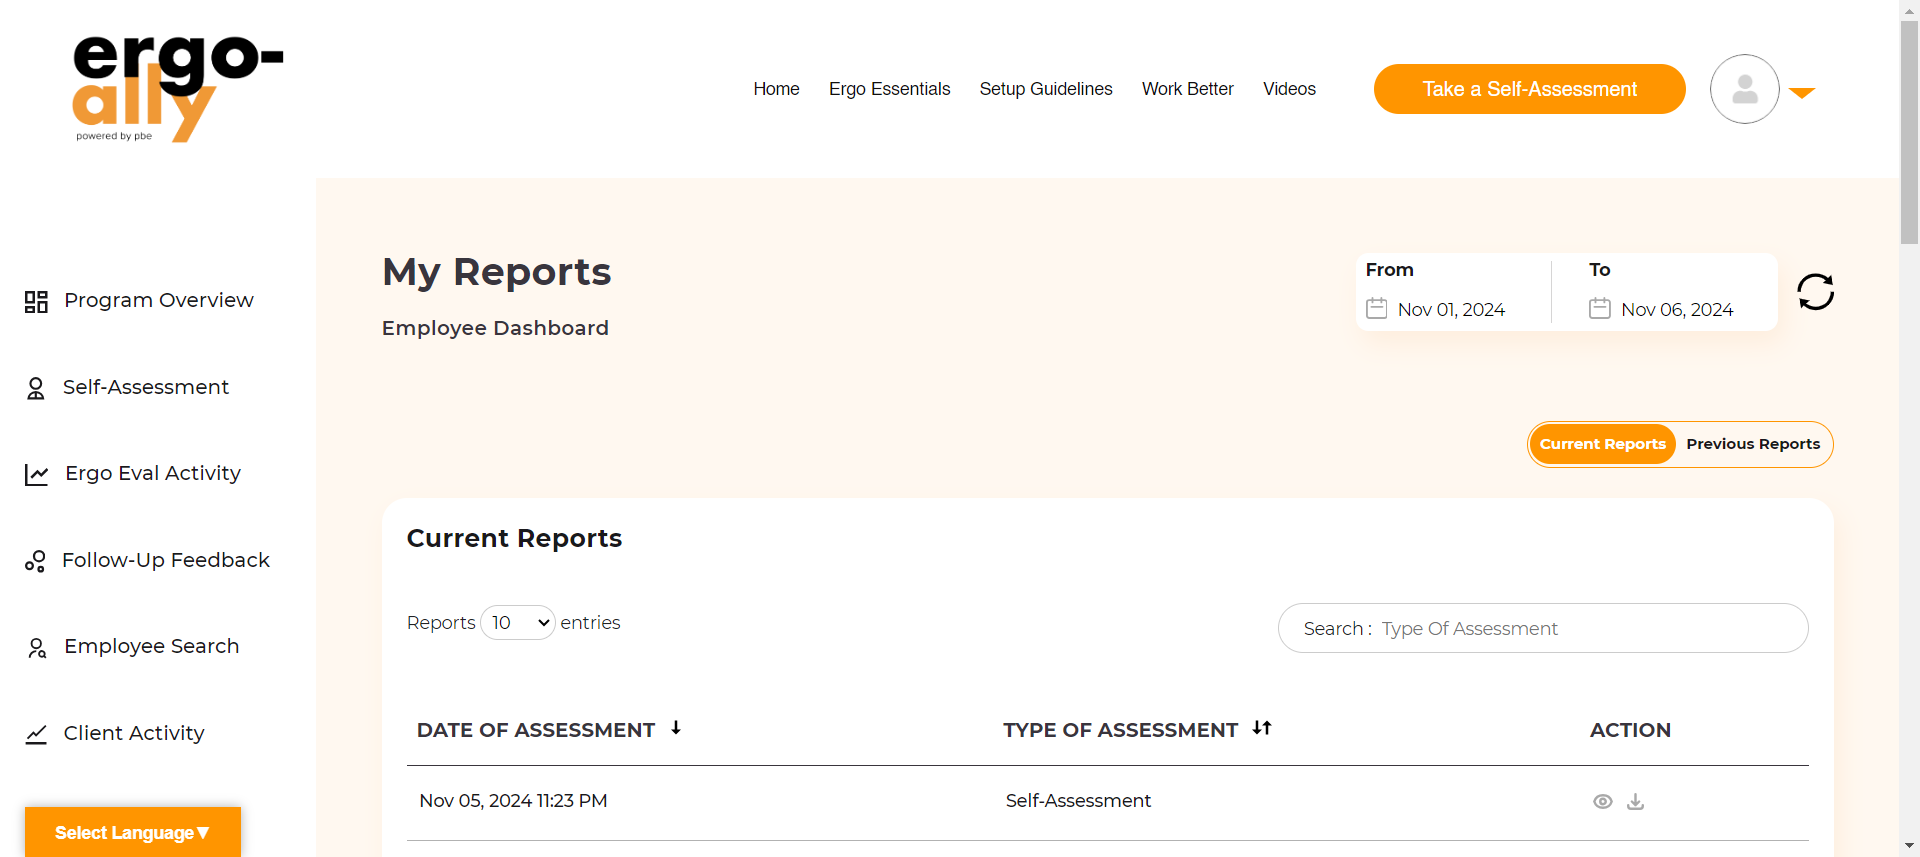 ergo-
ally
powered by pbe
Home Ergo Essentials Setup Guidelines Work Better Videos Take a Self-Assessment
Program Overview
Self-Assessment
Ergo Eval Activity
Follow-Up Feedback
Employee Search
Client Activity
Select Language▼
My Reports
Employee Dashboard
From To
Nov 01, 2024 Nov 06, 2024
Current Reports Previous Reports
Current Reports
Reports 10 entries
Search : Type Of Assessment
DATE OF ASSESSMENT TYPE OF ASSESSMENT ACTION
Nov 05, 2024 11:23 PM Self-Assessment